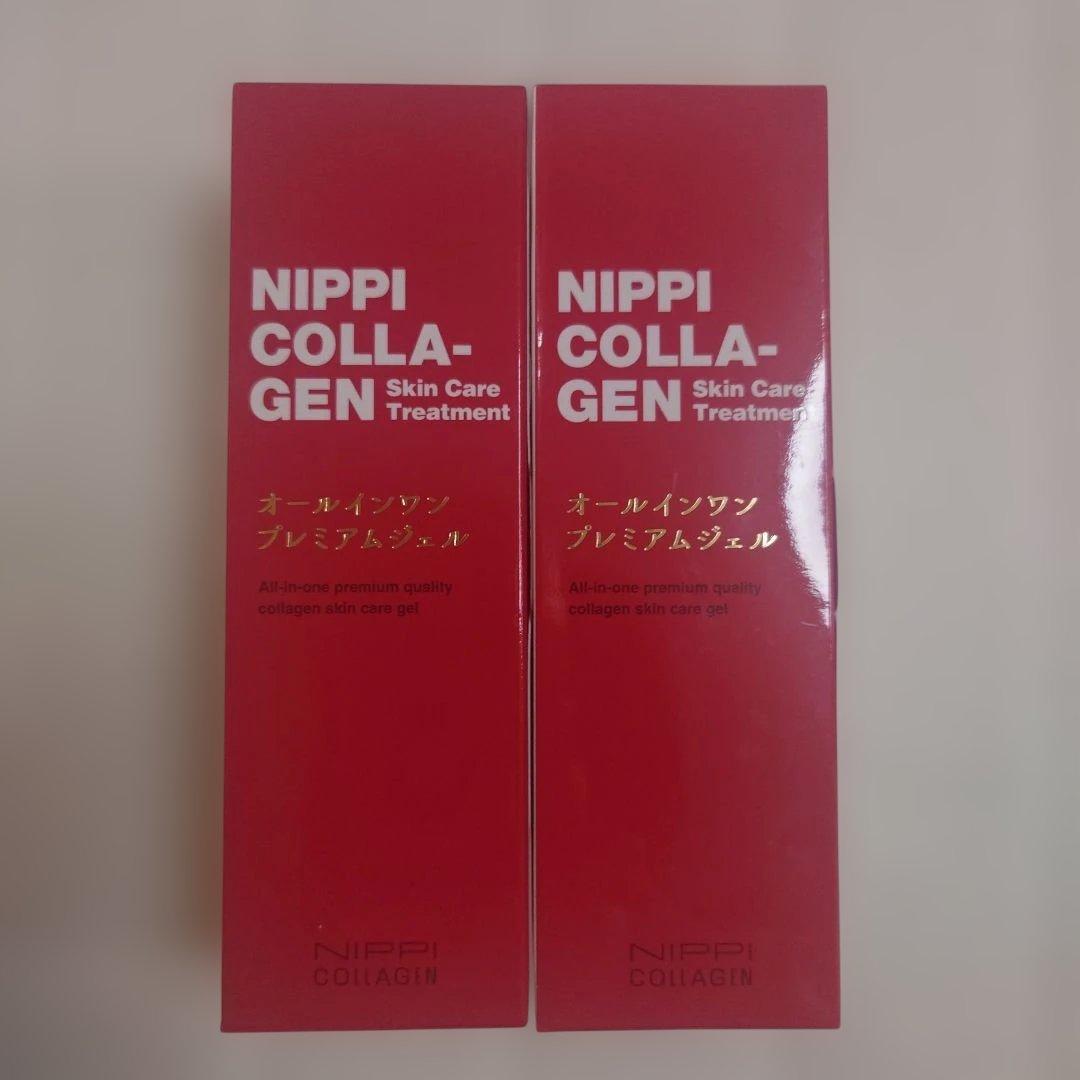 NIPPI
COLLA-
GEN Skin Care
Treatment
オールインワン
プレミアムジェル
All-in-one premium quality
collagen skin care gel
NIPPI
COLLAGEN
NIPPI
COLLA-
GEN Skin Care
Treatmen
オールインワン
プレミアムジェル
All-in-one premium quality
collagen skin care gel
NIPPI
COLLAGEN